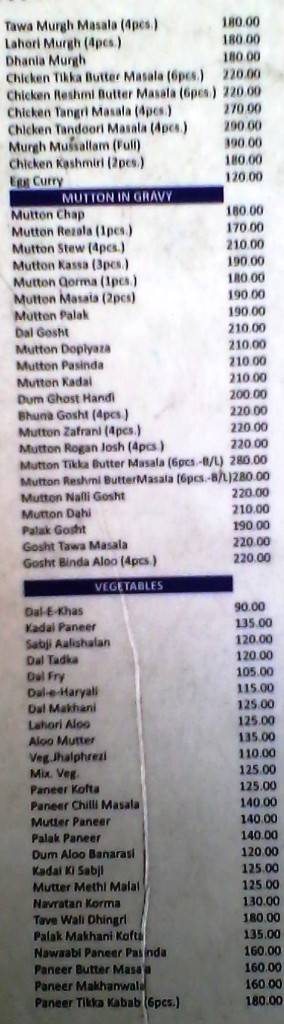 Tawa Murgh Masala (4pcs.) 180.00
Lahori Murgh (4pcs.) 180.00
Dhania Murgh 180.00
Chicken Tikka Butter Masala (6pcs.) 220.00
Chicken Reshmi Butter Masala (6pcs.) 220.00
Chicken Tangri Masala (4pcs.) 270.00
Chicken Tandoori Masala (4pcs.) 290.00
Murgh Mussallam (Full) 390.00
Chicken Kashmiri (2pcs.) 180.00
Egg Curry 120.00
MUTTON IN GRAVY
Mutton Chap 180.00
Mutton Rezala (1pcs.) 170.00
Mutton Stew (4pcs.) 210.00
Mutton Kassa (3pcs.) 190.00
Mutton Qorma (1pcs.) 180.00
Mutton Masala (2pcs) 190.00
Mutton Palak 190.00
Dal Gosht 210.00
Mutton Dopiyaza 210.00
Mutton Pasinda 210.00
Mutton Kadai 210.00
Dum Ghost Handi 200.00
Bhuna Gosht (4pcs.) 220.00
Mutton Zafrani (4pcs.) 220.00
Mutton Rogan Josh (4pcs.) 220.00
Mutton Tikka Butter Masala (6pcs.-B/L) 280.00
Mutton Reshmi ButterMasala (6pcs.-B/L) 280.00
Mutton Nalli Gosht 220.00
Mutton Dahi 210.00
Palak Gosht 190.00
Gosht Tawa Masala 220.00
Gosht Binda Aloo (4pcs.) 220.00
VEGETABLES
Dal-E-Khas 90.00
Kadai Paneer 135.00
Sabji Aalishalan 120.00
Dal Tadka 120.00
Dal Fry 105.00
Dal-e-Haryali 115.00
Dal Makhani 125.00
Lahori Aloo 125.00
Aloo Mutter 135.00
Veg.Jhalphrezi 110.00
Mix. Veg. 125.00
Paneer Kofta 125.00
Paneer Chilli Masala 140.00
Mutter Paneer 140.00
Palak Paneer 140.00
Dum Aloo Banarasi 120.00
Kadai Ki Sabji 125.00
Mutter Methi Malai 125.00
Navratan Korma 130.00
Tave Wali Dhingri 180.00
Palak Makhani Kofta 135.00
Nawaabi Paneer Pasinda 160.00
Paneer Butter Masala 160.00
Paneer Makhanwala 160.00
Paneer Tikka Kabab (6pcs.) 180.00